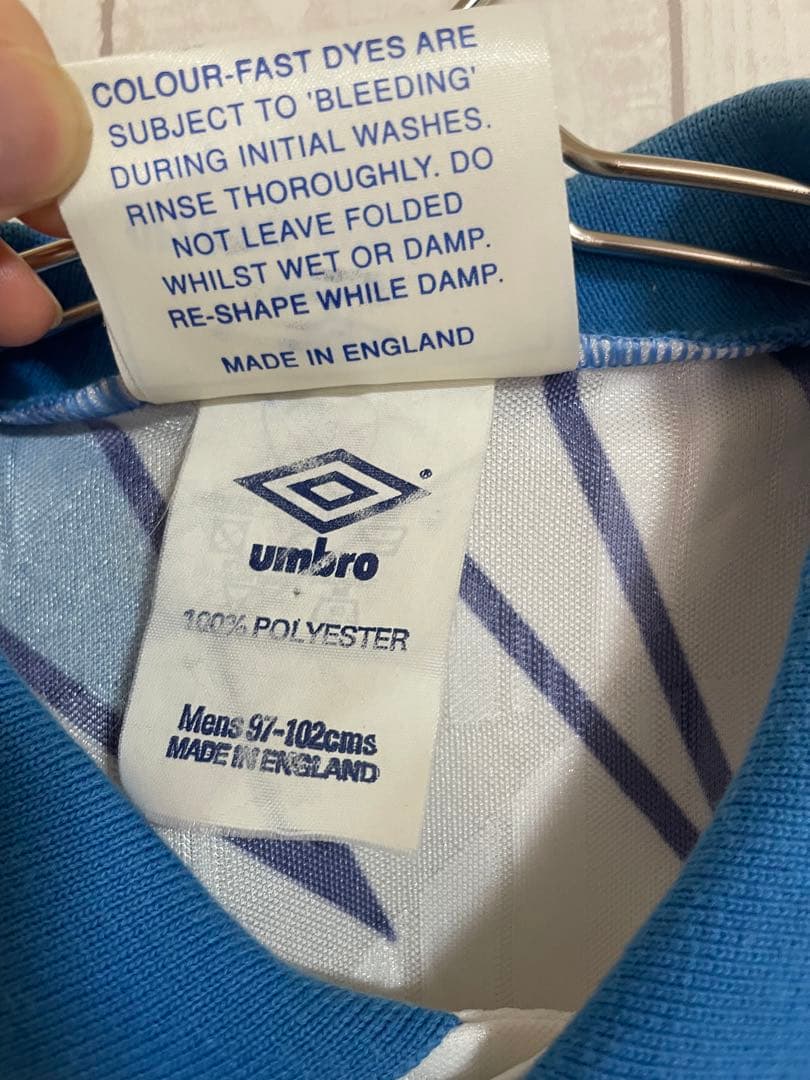 COLOUR-FAST DYES ARE
SUBJECT TO 'BLEEDING'
DURING INITIAL WASHES.
RINSE THOROUGHLY. DO
NOT LEAVE FOLDED
WHILST WET OR DAMP.
RE-SHAPE WHILE DAMP.
MADE IN ENGLAND
®
umbro
100% POLYESTER
Mens 97-102cms
MADE IN ENGLAND